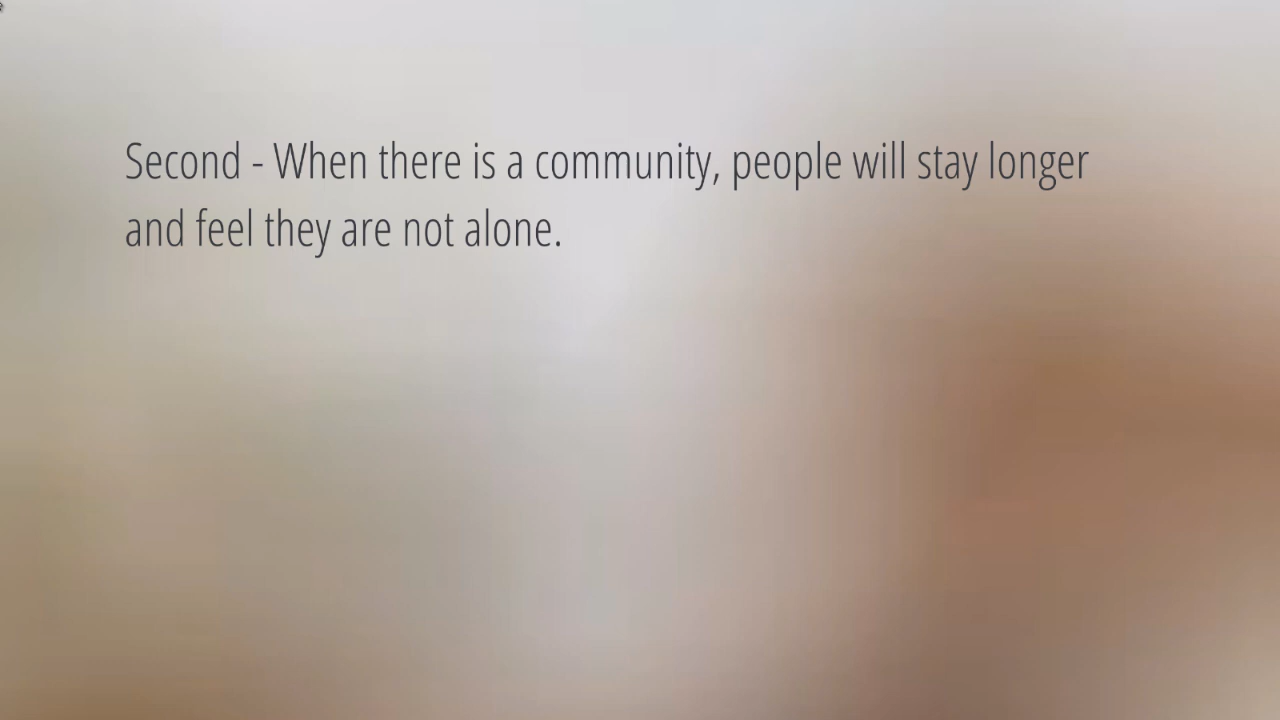 Second - When there is a community, people will stay longer
and feel they are not alone.